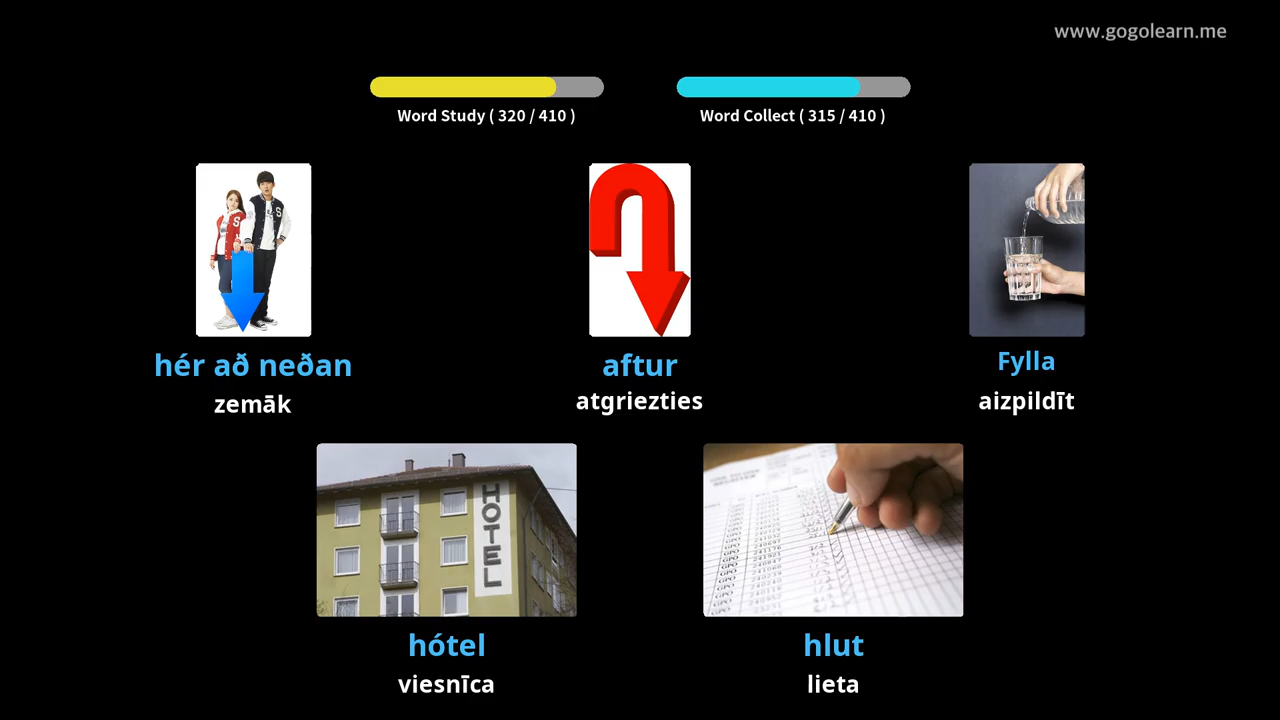 www.gogolearn.me
Word Study ( 320 / 410 )
Word Collect ( 315 / 410 )
hér að neðan
zemāk
aftur
atgriezties
Fylla
aizpildīt
HOTEL
hótel
viesnīca
hlut
lieta